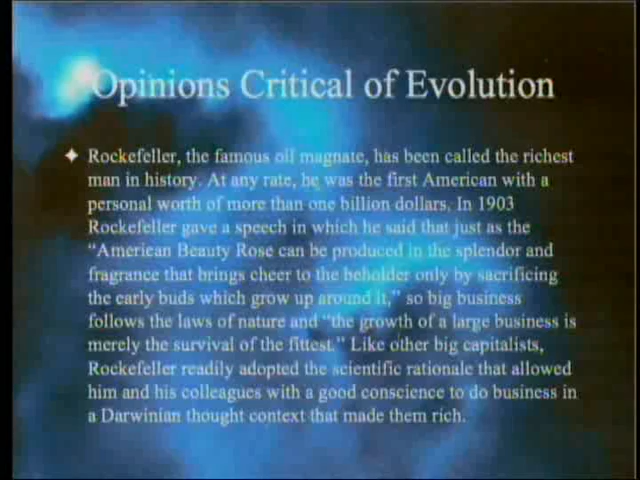 Opinions Critical of Evolution
Rockefeller, the famous oil magnate, has been called the richest
man in history. At any rate, he was the first American with a
personal worth of more than one billion dollars. In 1903
Rockefeller gave a speech in which he said that just as the
“American Beauty Rose can be produced in the splendor and
fragrance that brings cheer to the beholder only by sacrificing
the early buds which grow up around it,” so big business
follows the laws of nature and “the growth of a large business is
merely the survival of the fittest.” Like other big capitalists,
Rockefeller readily adopted the scientific rationale that allowed
him and his colleagues with a good conscience to do business in
a Darwinian thought context that made them rich.